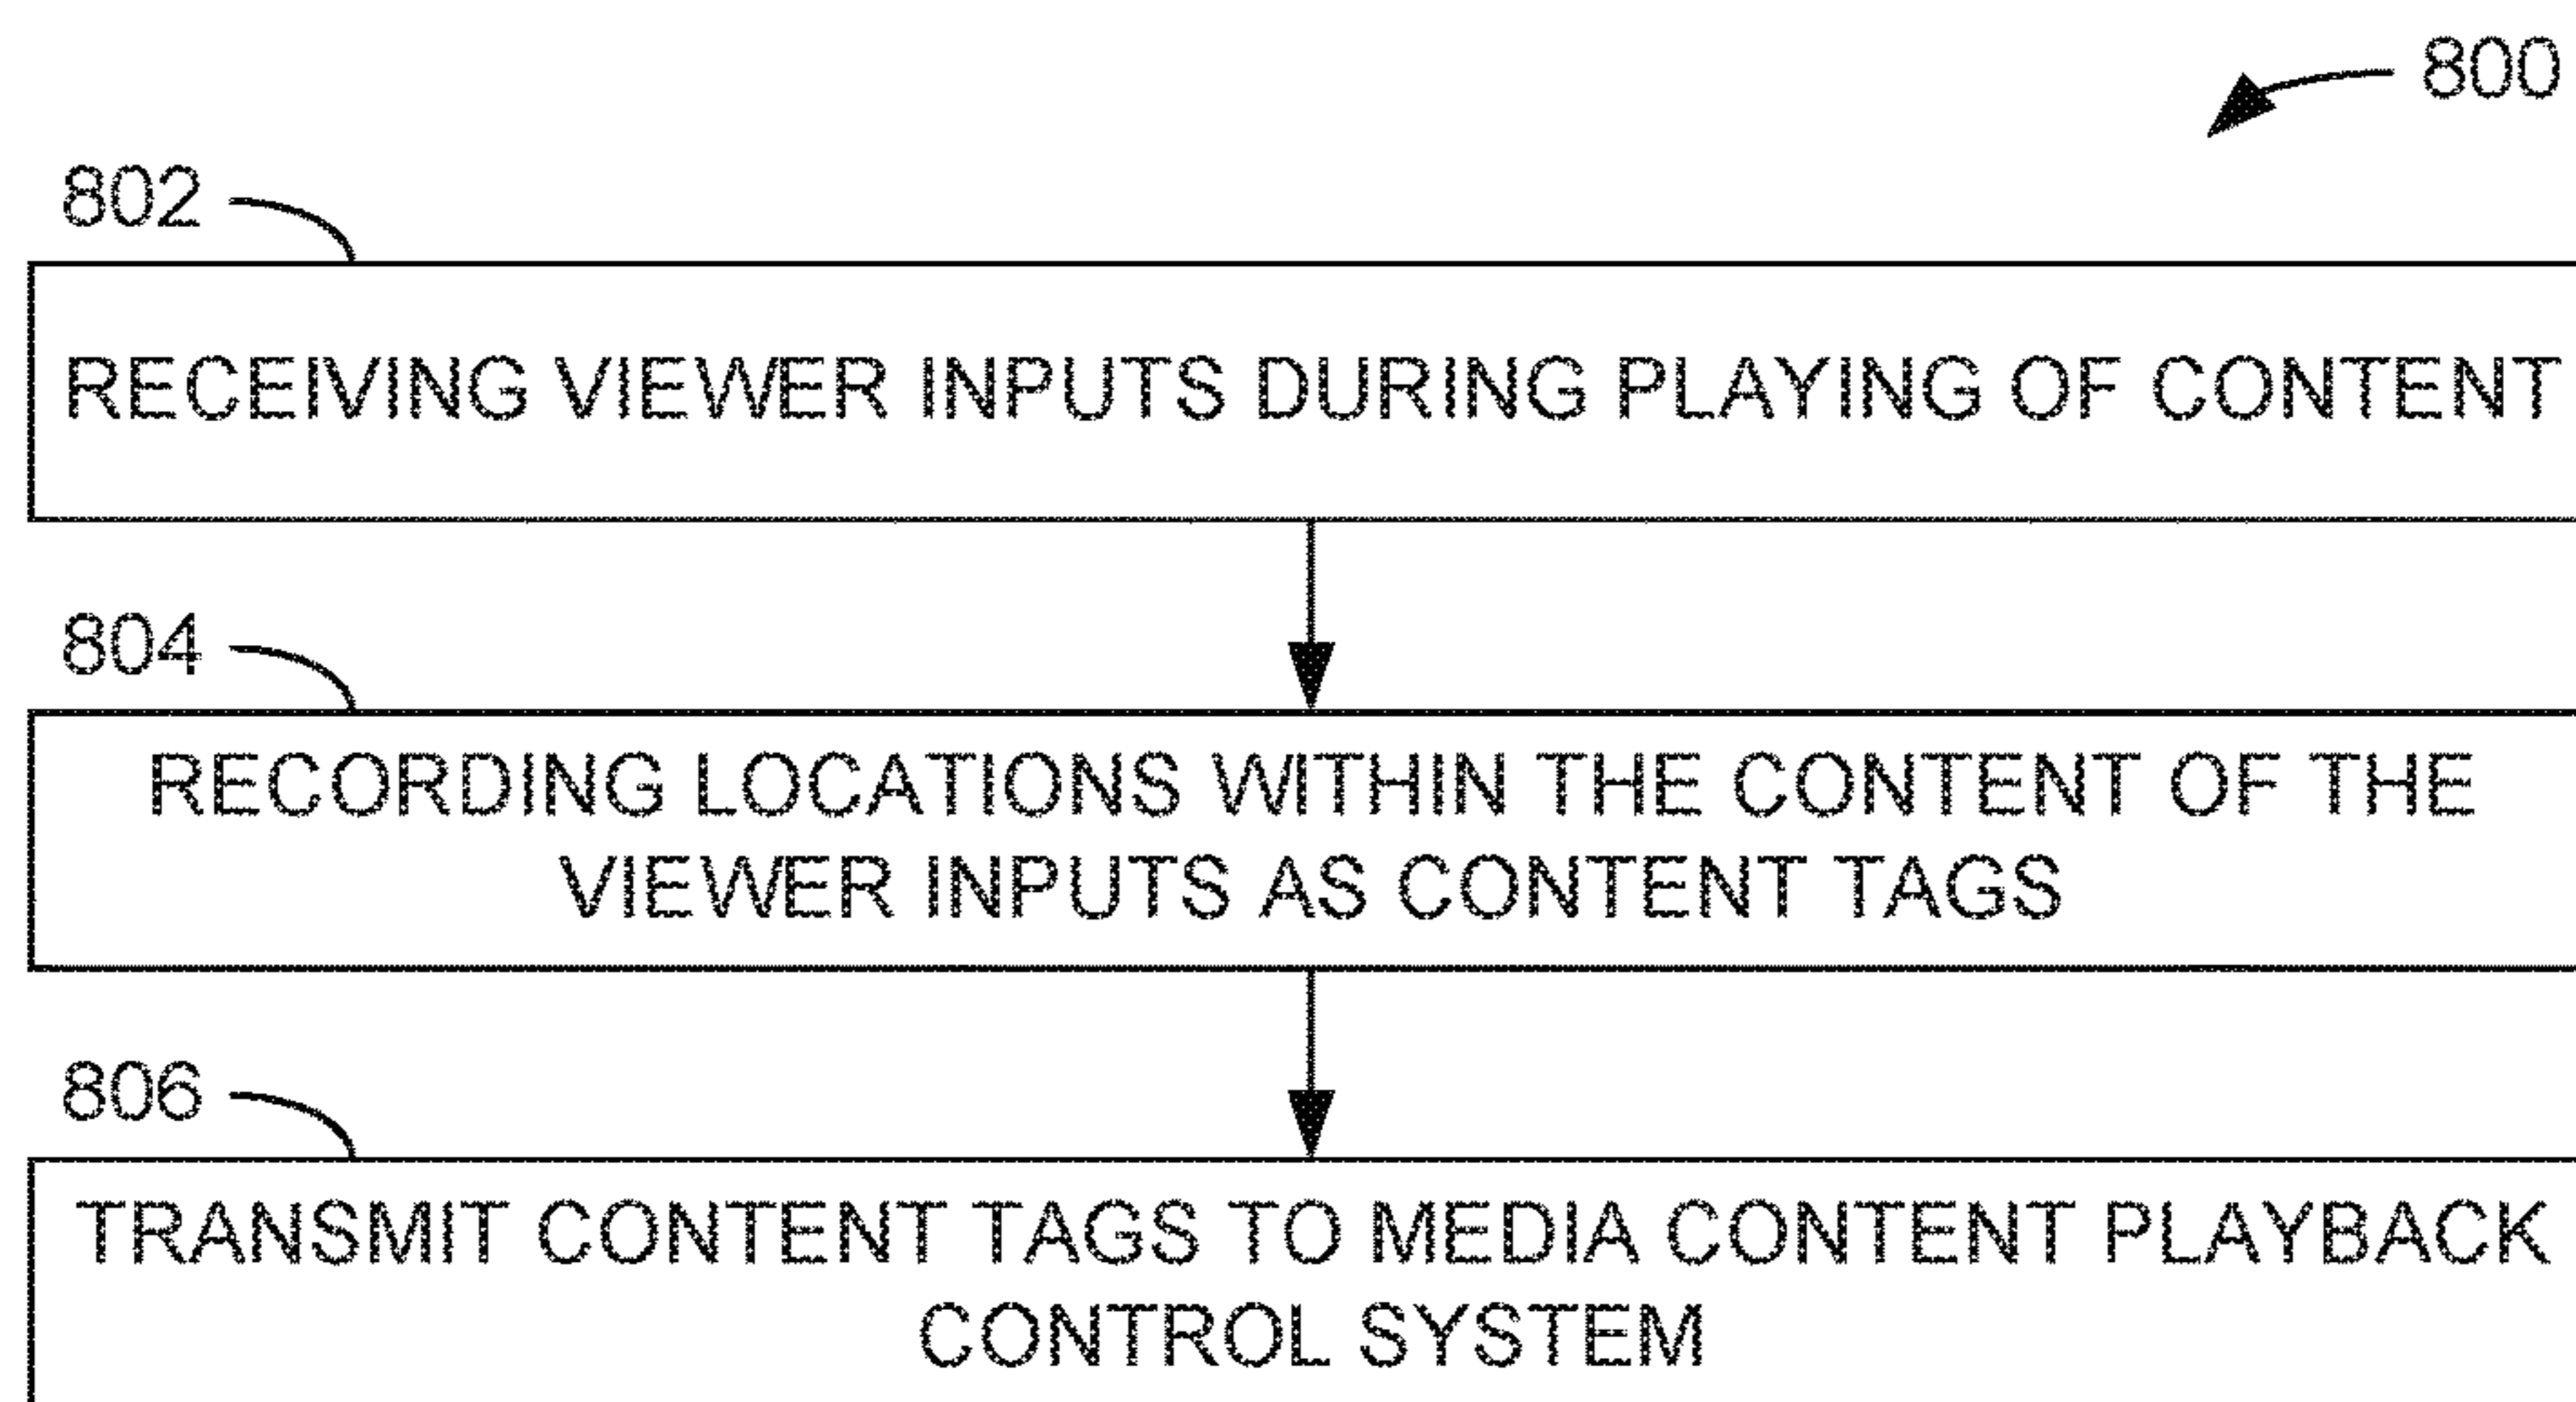 800
802
RECEIVING VIEWER INPUTS DURING PLAYING OF CONTENT
804
RECORDING LOCATIONS WITHIN THE CONTENT OF THE
VIEWER INPUTS AS CONTENT TAGS
806
TRANSMIT CONTENT TAGS TO MEDIA CONTENT PLAYBACK
CONTROL SYSTEM